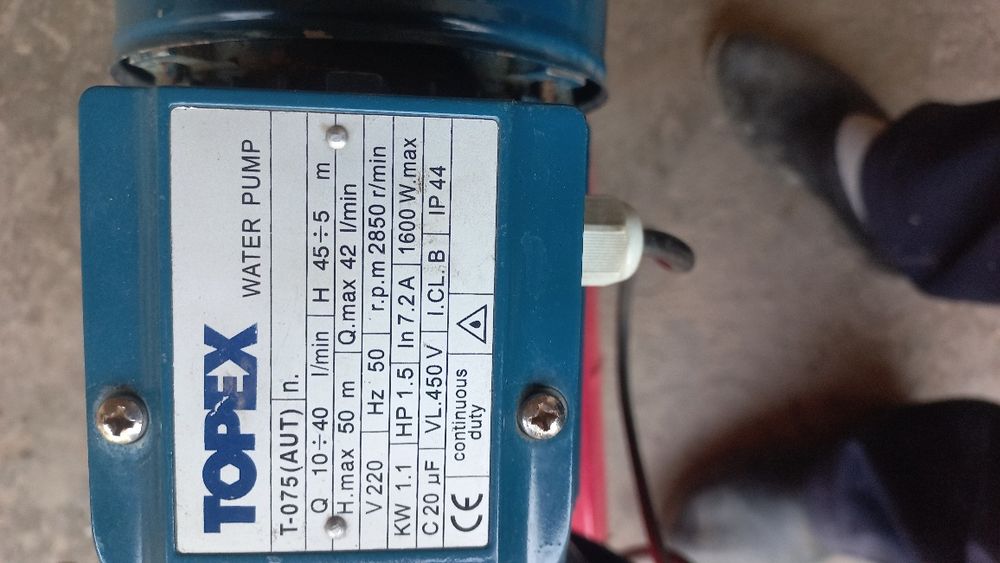 TOPEX WATER PUMP
T-075(AUT) n.
Q 10÷40 l/min H 45÷5 m
H.max 50 m Q.max 42 l/min
V 220 Hz 50 r.p.m 2850 r/min
KW 1.1 HP 1.5 In 7.2 A 1600 W.max
C 20 µF VL.450 V I.CL. B IP 44
CE continuous
duty